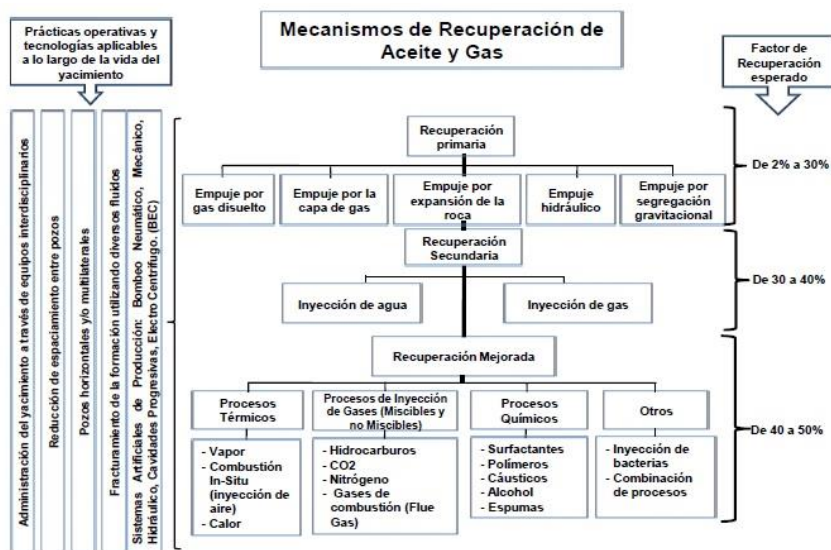 Prácticas operativas y
tecnologías aplicables
a lo largo de la vida del
yacimiento
Mecanismos de Recuperación de
Aceite y Gas
Factor de
Recuperación
esperado
Administración del yacimiento a través de equipos interdisciplinarios
Reducción de espaciamiento entre pozos
Pozos horizontales y/o multilaterales
Fracturamiento de la formación utilizando diversos fluidos
Sistemas Artificiales de Producción: Bombeo Neumático, Mecánico,
Hidráulico, Cavidades Progresivas, Electro Centrífugo. (BEC)
Recuperación
primaria
De 2% a 30%
Empuje por
gas disuelto
Empuje por la
capa de gas
Empuje por
expansión de la
roca
Empuje
hidráulico
Empuje por
segregación
gravitacional
Recuperación
Secundaria
De 30 a 40%
Inyección de agua
Inyección de gas
Recuperación Mejorada
De 40 a 50%
Procesos
Térmicos
Procesos de Inyección
de Gases (Miscibles y
no Miscibles)
Procesos
Químicos
Otros
- Vapor
- Combustión
In-Situ
(inyección de
aire)
- Calor
- Hidrocarburos
- CO2
- Nitrógeno
- Gases de
combustión (Flue
Gas)
- Surfactantes
- Polímeros
- Cáusticos
- Alcohol
- Espumas
- Inyección de
bacterias
- Combinación
de procesos